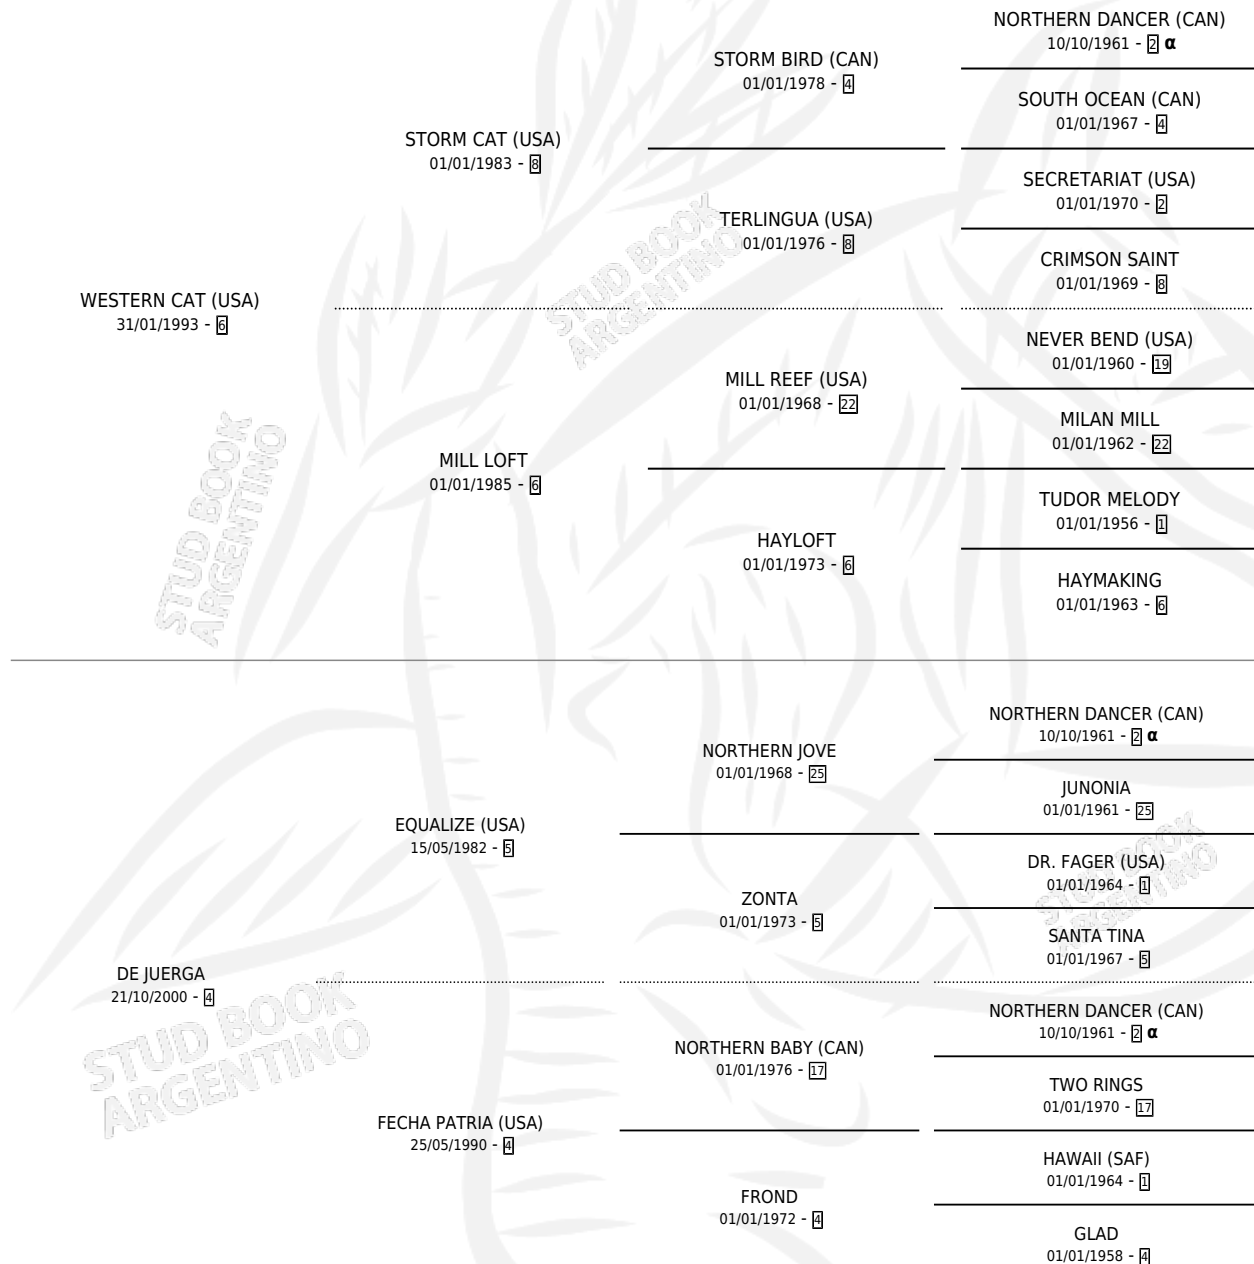 NORTHERN DANCER (CAN)
10/10/1961 - 2 α
STORM BIRD (CAN)
01/01/1978 - 4
SOUTH OCEAN (CAN)
01/01/1967 - 4
STORM CAT (USA)
01/01/1983 - 8
SECRETARIAT (USA)
01/01/1970 - 2
TERLINGUA (USA)
01/01/1976 - 8
CRIMSON SAINT
01/01/1969 - 8
WESTERN CAT (USA)
31/01/1993 - 6
NEVER BEND (USA)
01/01/1960 - 19
MILL REEF (USA)
01/01/1968 - 22
MILAN MILL
01/01/1962 - 22
MILL LOFT
01/01/1985 - 6
TUDOR MELODY
01/01/1956 - 1
HAYLOFT
01/01/1973 - 6
HAYMAKING
01/01/1963 - 6
STUD BOOK
ARGENTINO
STUD BOOK
ARGENTINO
NORTHERN DANCER (CAN)
10/10/1961 - 2 α
NORTHERN JOVE
01/01/1968 - 25
JUNONIA
01/01/1961 - 25
EQUALIZE (USA)
15/05/1982 - 5
DR. FAGER (USA)
01/01/1964 - 1
ZONTA
01/01/1973 - 5
SANTA TINA
01/01/1967 - 5
DE JUERGA
21/10/2000 - 4
NORTHERN DANCER (CAN)
10/10/1961 - 2 α
NORTHERN BABY (CAN)
01/01/1976 - 17
TWO RINGS
01/01/1970 - 17
FECHA PATRIA (USA)
25/05/1990 - 4
HAWAII (SAF)
01/01/1964 - 1
FROND
01/01/1972 - 4
GLAD
01/01/1958 - 4
STUD BOOK
ARGENTINO
STUD BOOK
ARGENTINO